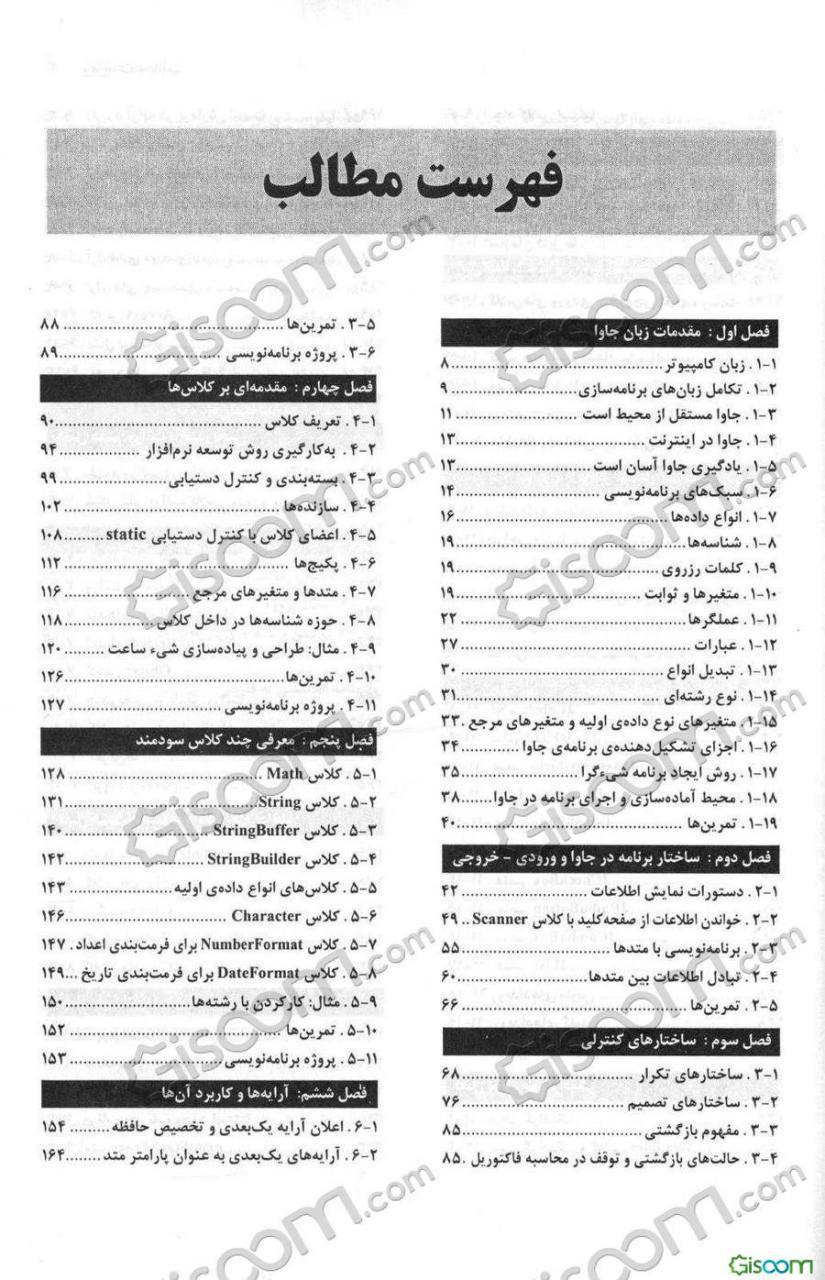 فهرست مطالب
فصل اول : مقدمات زبان جاوا
۱-۱ . زبان کامپیوتر ........................................ ۸
۱-۲ . تکامل زبان‌های برنامه‌سازی ........................ ۹
۱-۳ . جاوا مستقل از محیط است ........................ ۱۱
۱-۴ . جاوا در اینترنت ........................ ۱۳
۱-۵ . یادگیری جاوا آسان است ........................ ۱۳
۱-۶ . سبک‌های برنامه‌نویسی ........................ ۱۴
۱-۷ . انواع داده‌ها ........................ ۱۶
۱-۸ . شناسه‌ها ........................ ۱۹
۱-۹ . کلمات رزروی ........................ ۱۹
۱-۱۰ . متغیرها و ثوابت ........................ ۱۹
۱-۱۱ . عملگرها ........................ ۲۲
۱-۱۲ . عبارات ........................ ۲۷
۱-۱۳ . تبدیل انواع ........................ ۳۰
۱-۱۴ . نوع رشته‌ای ........................ ۳۱
۱-۱۵ . متغیرهای نوع داده‌ی اولیه و متغیرهای مرجع . ۳۳
۱-۱۶ . اجزای تشکیل‌دهنده‌ی برنامه‌ی جاوا ............ ۳۴
۱-۱۷ . روش ایجاد برنامه شیءگرا ........................ ۳۵
۱-۱۸ . محیط آماده‌سازی و اجرای برنامه در جاوا ....... ۳۸
۱-۱۹ . تمرین‌ها ........................ ۴۰
فصل دوم : ساختار برنامه در جاوا و ورودی - خروجی
۲-۱ . دستورات نمایش اطلاعات ........................ ۴۲
۲-۲ . خواندن اطلاعات از صفحه‌کلید با کلاس Scanner .. ۴۹
۲-۳ . برنامه‌نویسی با متدها ........................ ۵۵
۲-۴ . تبادل اطلاعات بین متدها ........................ ۶۰
۲-۵ . تمرین‌ها ........................ ۶۶
فصل سوم : ساختارهای کنترلی
۳-۱ . ساختارهای تکرار ........................ ۶۸
۳-۲ . ساختارهای تصمیم ........................ ۷۶
۳-۳ . مفهوم بازگشتی ........................ ۸۵
۳-۴ . حالت‌های بازگشتی و توقف در محاسبه فاکتوریل . ۸۵
۳-۵ . تمرین‌ها ........................ ۸۸
۳-۶ . پروژه برنامه‌نویسی ........................ ۸۹
فصل چهارم : مقدمه‌ای بر کلاس‌ها
۴-۱ . تعریف کلاس ........................ ۹۰
۴-۲ . به‌کارگیری روش توسعه نرم‌افزار ............ ۹۴
۴-۳ . بسته‌بندی و کنترل دستیابی ........................ ۹۹
۴-۴ . سازنده‌ها ........................ ۱۰۲
۴-۵ . اعضای کلاس با کنترل دستیابی static ......... ۱۰۸
۴-۶ . پکیج‌ها ........................ ۱۱۲
۴-۷ . متدها و متغیرهای مرجع ........................ ۱۱۶
۴-۸ . حوزه شناسه‌ها در داخل کلاس .................... ۱۱۸
۴-۹ . مثال: طراحی و پیاده‌سازی شیء ساعت ......... ۱۲۰
۴-۱۰ . تمرین‌ها ........................ ۱۲۶
۴-۱۱ . پروژه برنامه‌نویسی ........................ ۱۲۷
فصل پنجم : معرفی چند کلاس سودمند
۵-۱ . کلاس Math ........................ ۱۲۸
۵-۲ . کلاس String ........................ ۱۳۱
۵-۳ . کلاس StringBuffer ........................ ۱۴۰
۵-۴ . کلاس StringBuilder ........................ ۱۴۲
۵-۵ . کلاس‌های انواع داده‌ی اولیه ........................ ۱۴۳
۵-۶ . کلاس Character ........................ ۱۴۶
۵-۷ . کلاس NumberFormat برای فرمت‌بندی اعداد . ۱۴۷
۵-۸ . کلاس DateFormat برای فرمت‌بندی تاریخ ... ۱۴۹
۵-۹ . مثال: کارکردن با رشته‌ها ........................ ۱۵۰
۵-۱۰ . تمرین‌ها ........................ ۱۵۲
۵-۱۱ . پروژه برنامه‌نویسی ........................ ۱۵۳
فصل ششم: آرایه‌ها و کاربرد آن‌ها
۶-۱ . اعلان آرایه یک‌بعدی و تخصیص حافظه ........ ۱۵۴
۶-۲ . آرایه‌های یک‌بعدی به عنوان پارامتر متد ........ ۱۶۴
Gisoom.com
Gisoom